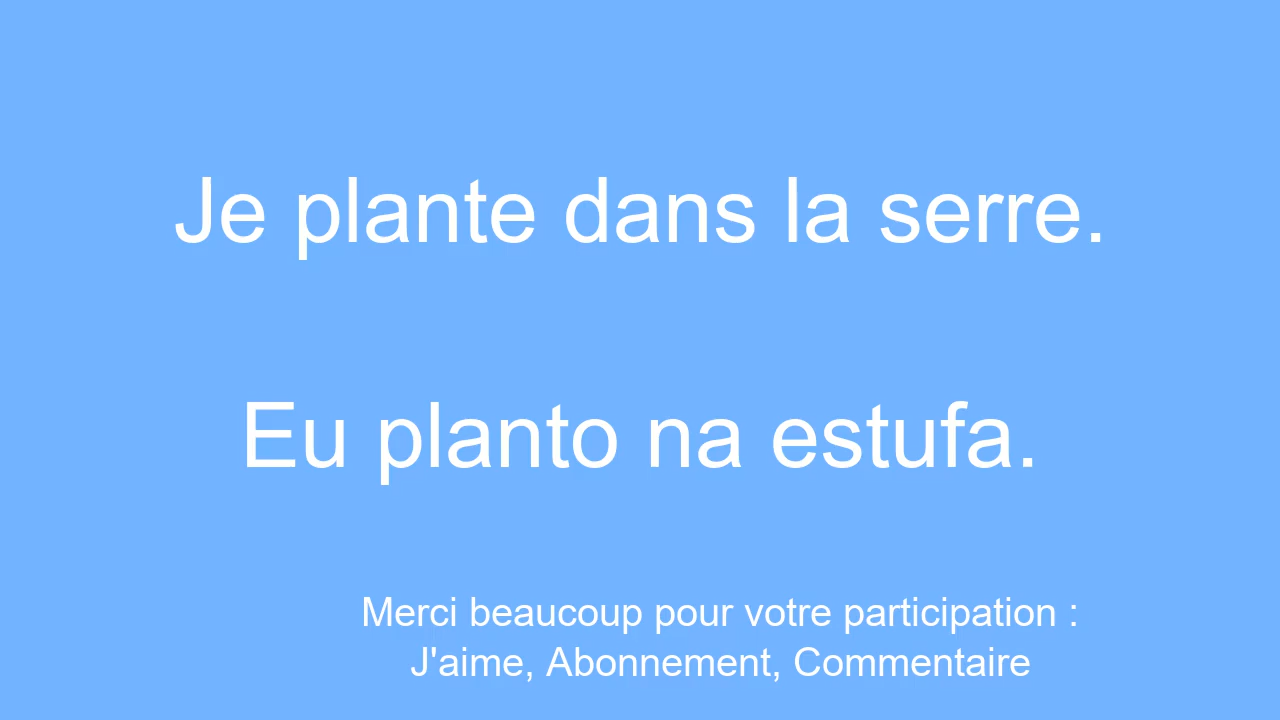 Je plante dans la serre.
Eu planto na estufa.
Merci beaucoup pour votre participation :
J'aime, Abonnement, Commentaire